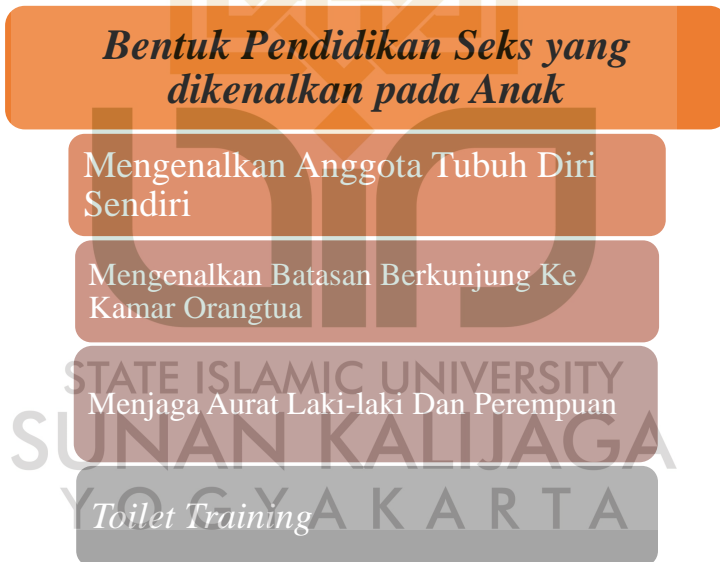 Bentuk Pendidikan Seks yang
dikenalkan pada Anak
Mengenalkan Anggota Tubuh Diri
Sendiri
Mengenalkan Batasan Berkunjung Ke
Kamar Orangtua
STATE ISLAMIC UNIVERSITY
Menjaga Aurat Laki-laki Dan Perempuan
SUNAN KALIJAGA
Toilet Training
YOGYAKARTA